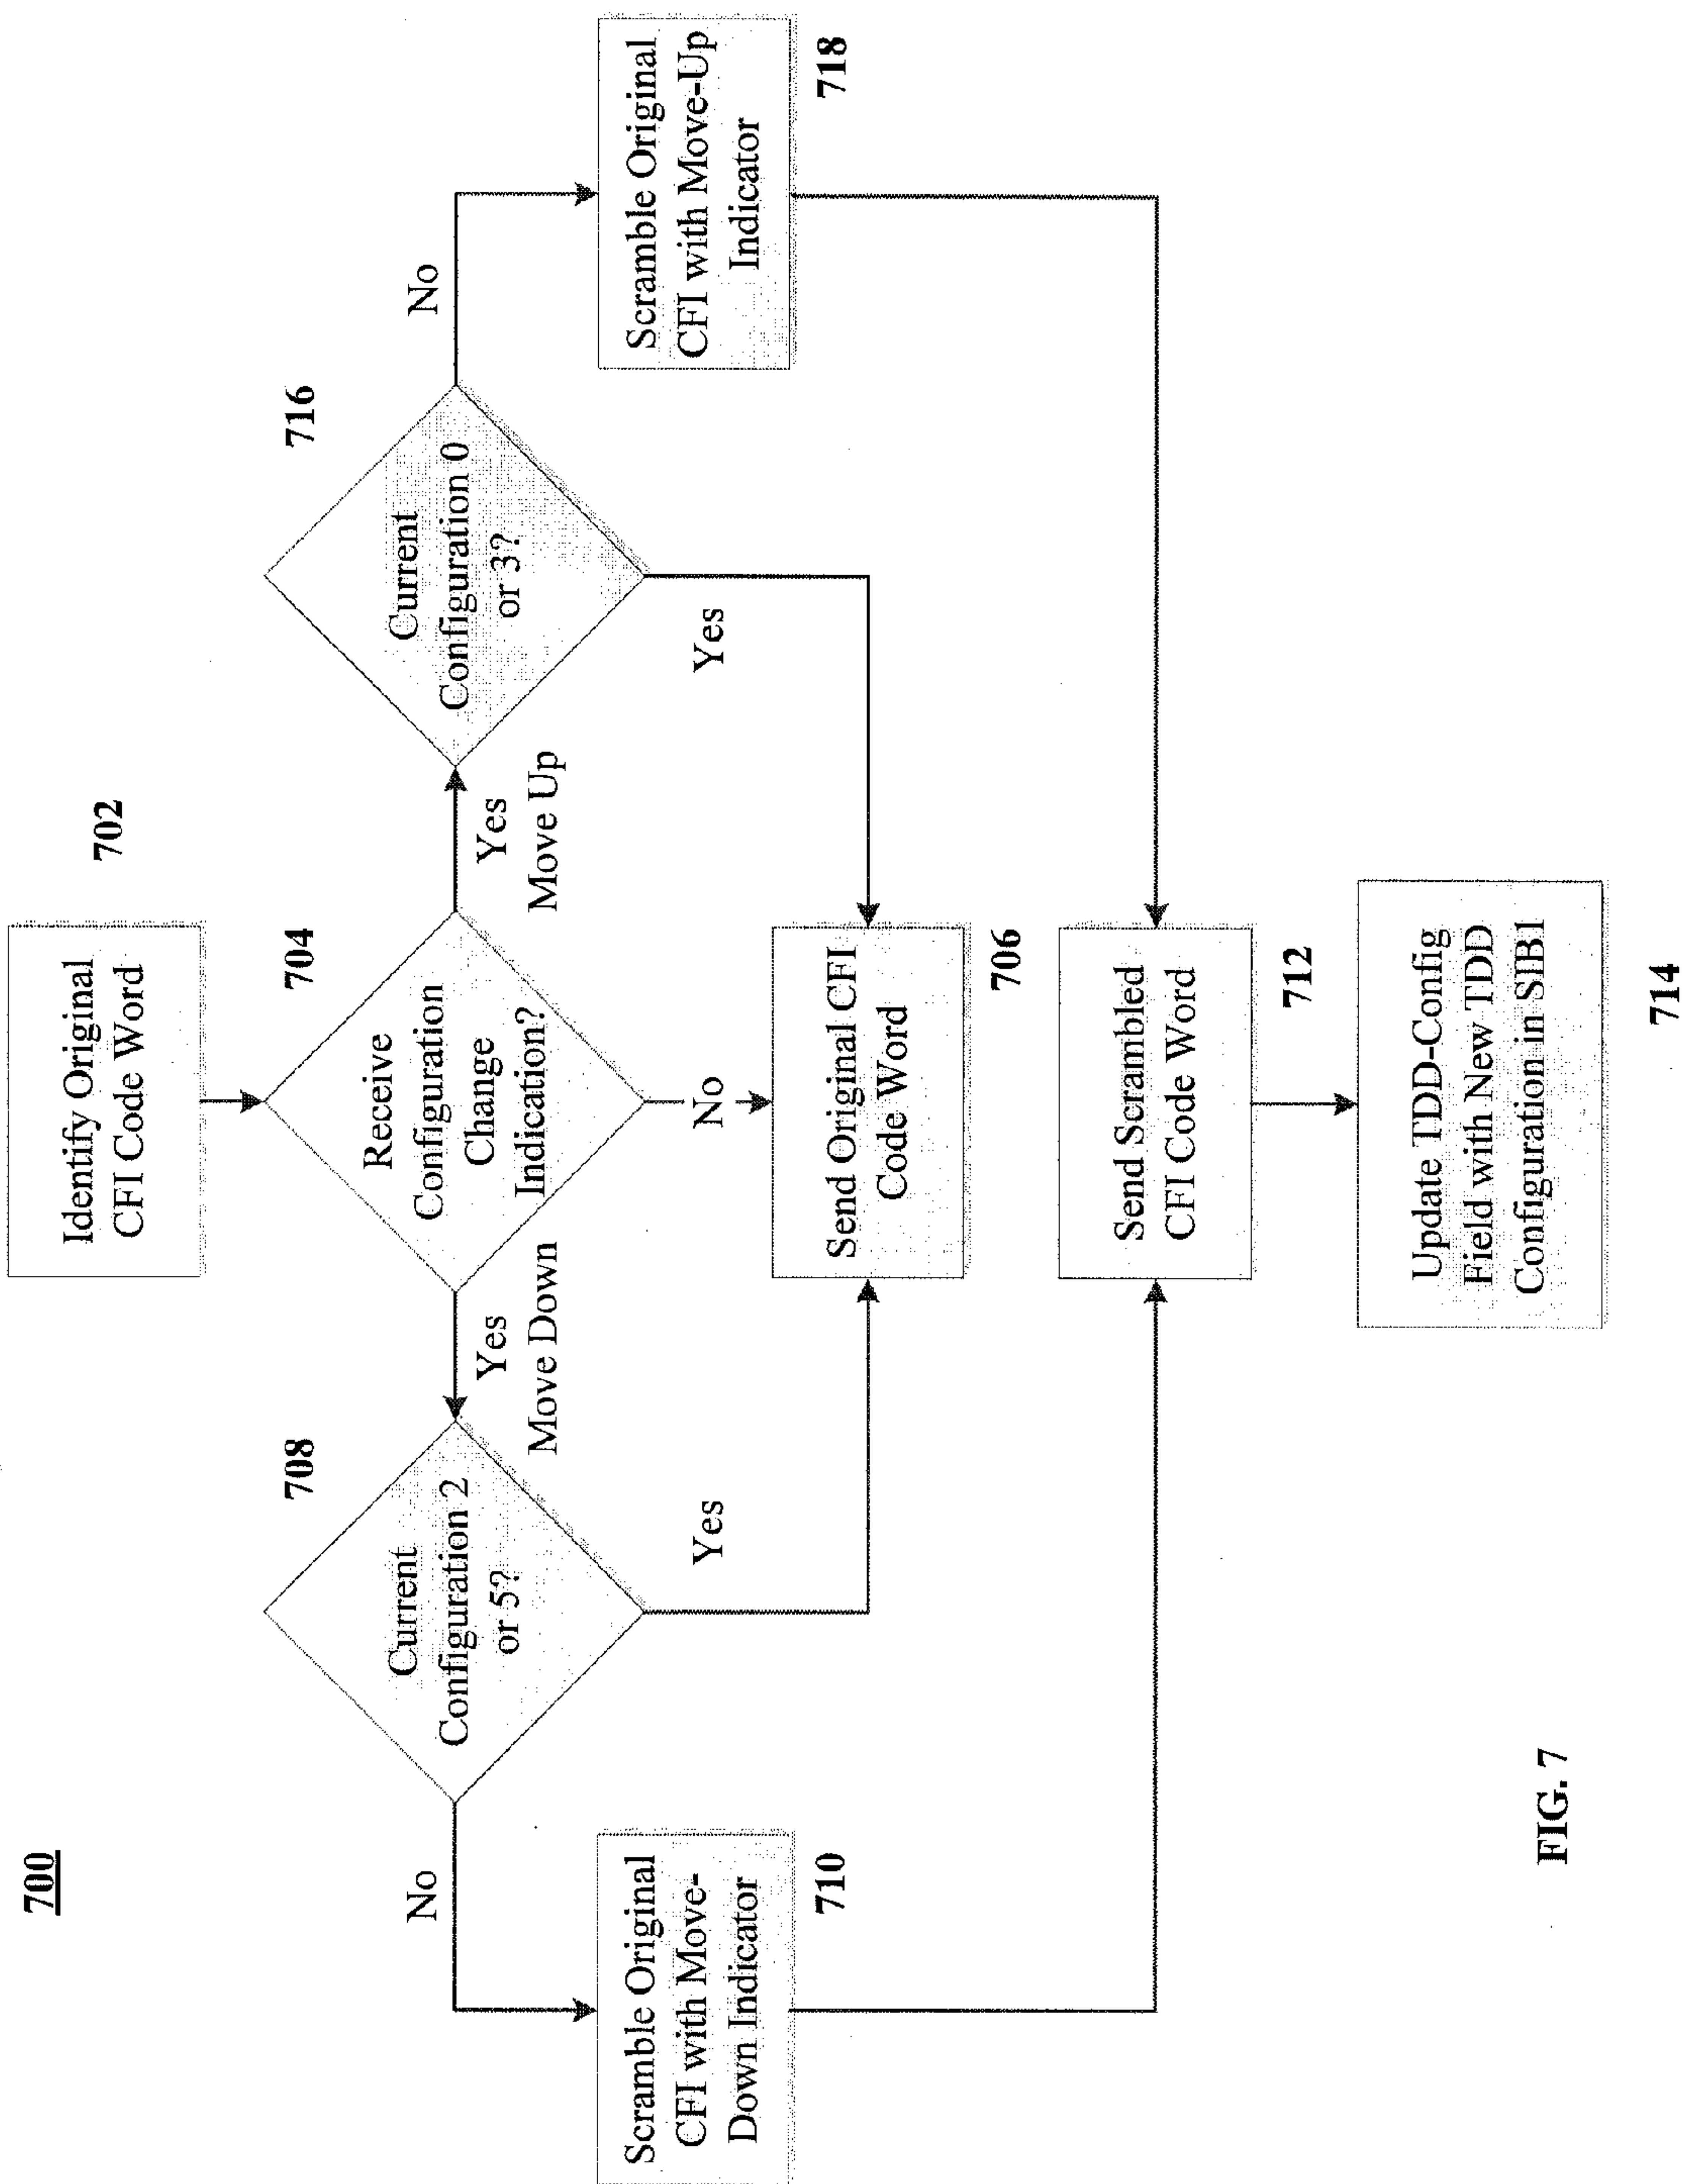 700
Identify Original
CFI Code Word
702
Receive
Configuration
Change
Indication?
704
Yes
Move Down
Yes
Move Up
No
Current
Configuration 2
or 5?
708
Current
Configuration 0
or 3?
716
No
Yes
Yes
No
Scramble Original
CFI with Move-
Down Indicator
710
Send Original CFI
Code Word
706
Scramble Original
CFI with Move-Up
Indicator
718
Send Scrambled
CFI Code Word
712
Update TDD-Config
Field with New TDD
Configuration in SIB1
714
FIG. 7